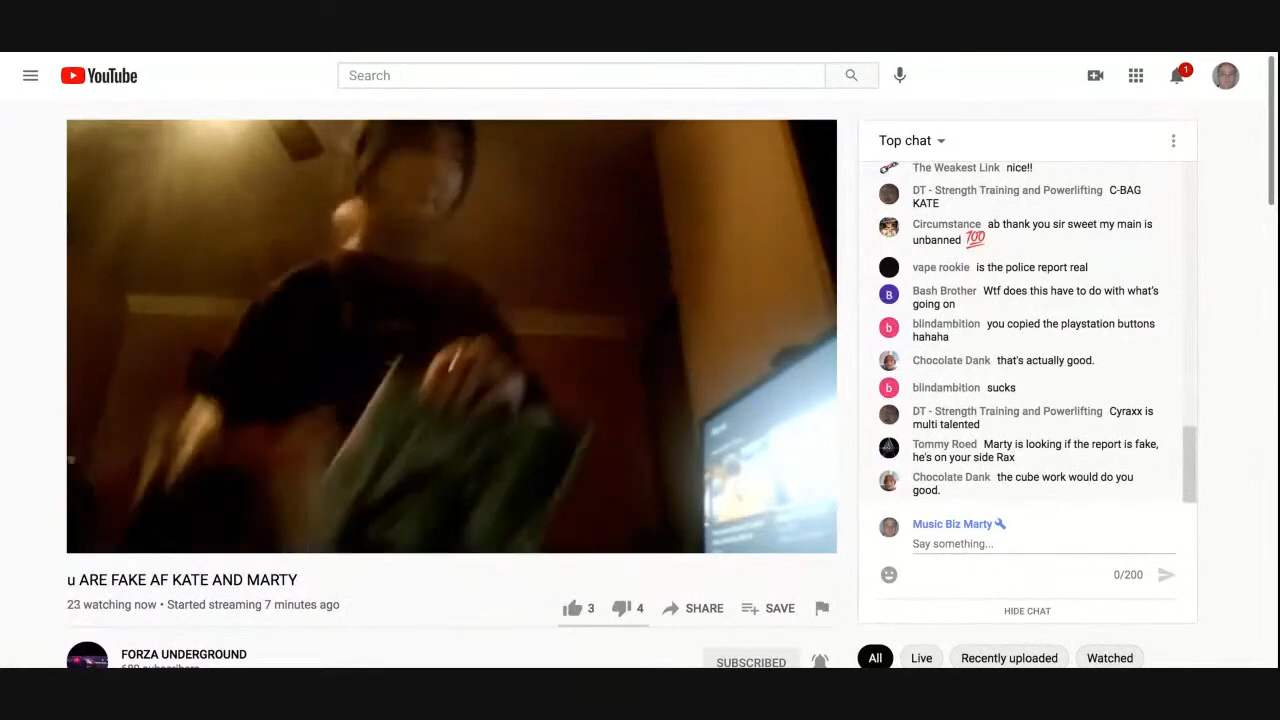 YouTube
Search
1
Top chat
The Weakest Link nice!!
DT - Strength Training and Powerlifting C-BAG
KATE
Circumstance ab thank you sir sweet my main is
unbanned 💯
vape rookie is the police report real
B
Bash Brother Wtf does this have to do with what's
going on
b
blindambition you copied the playstation buttons
hahaha
Chocolate Dank that's actually good.
b
blindambition sucks
DT - Strength Training and Powerlifting Cyraxx is
multi talented
Tommy Roed Marty is looking if the report is fake,
he's on your side Rax
Chocolate Dank the cube work would do you
good.
Music Biz Marty
Say something...
0/200
HIDE CHAT
u ARE FAKE AF KATE AND MARTY
23 watching now • Started streaming 7 minutes ago
3
4
SHARE
SAVE
FORZA UNDERGROUND
SUBSCRIBED
All
Live
Recently uploaded
Watched